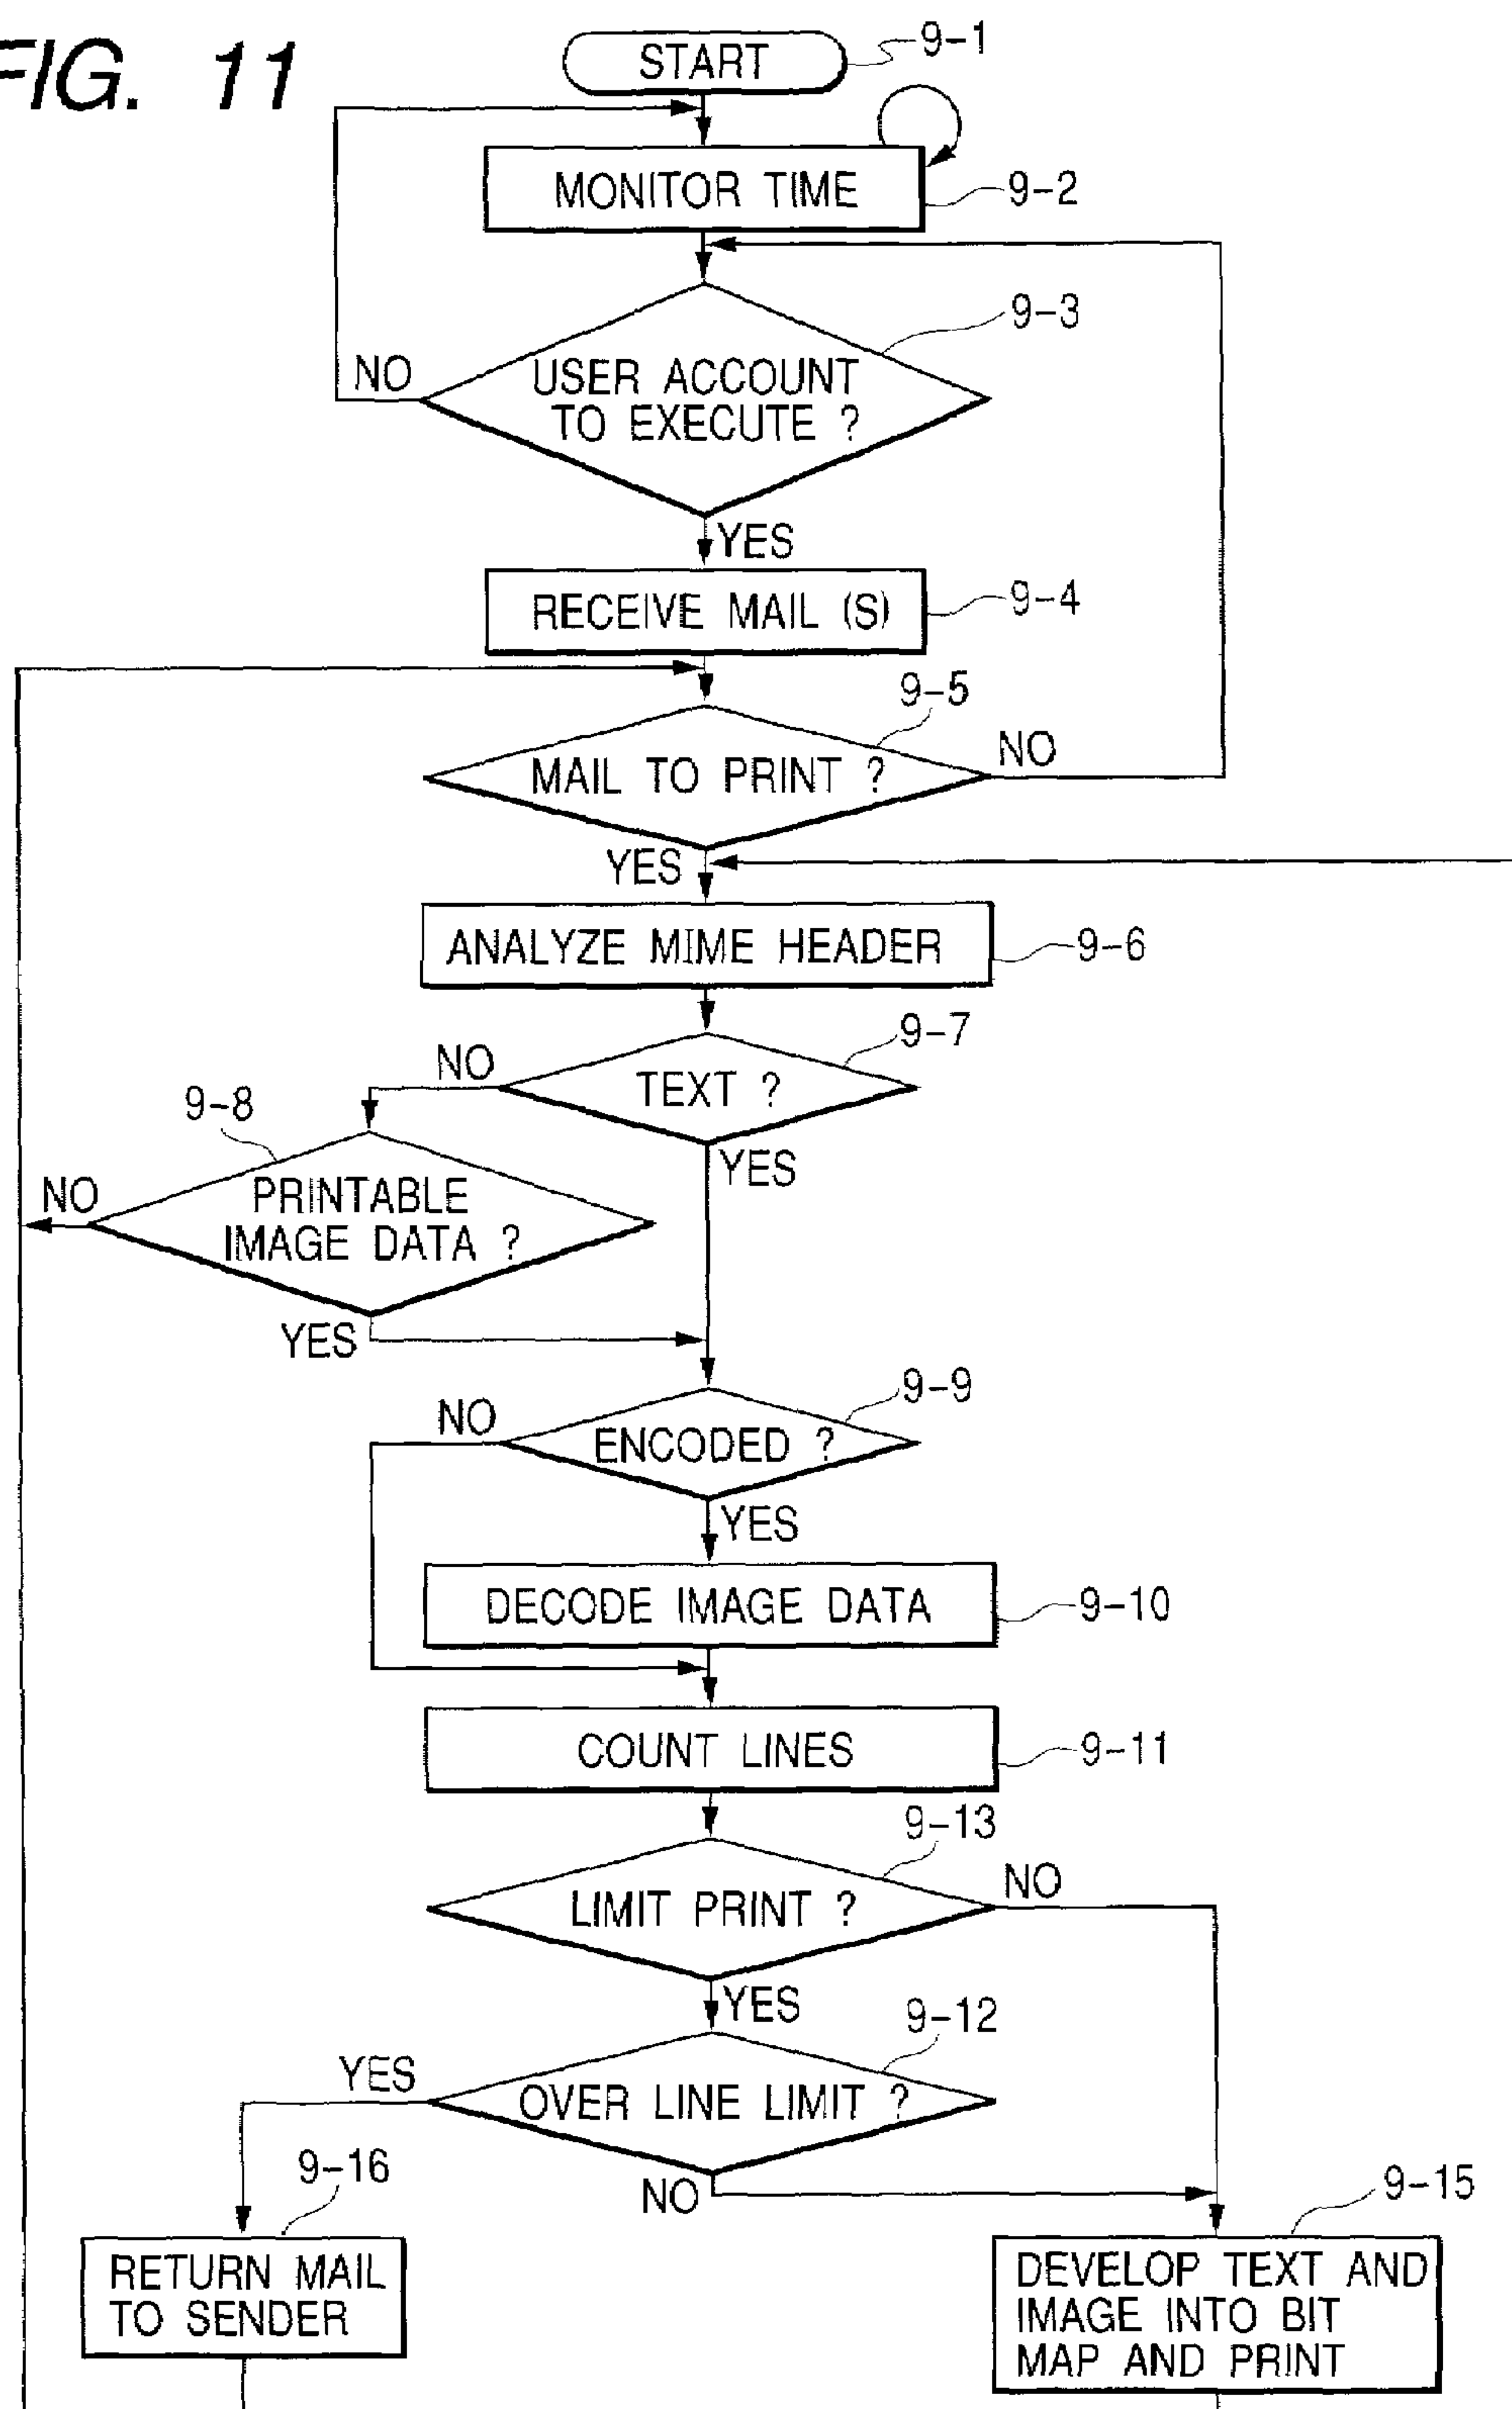 FIG. 11
START
9-1
MONITOR TIME
9-2
9-3
NO
USER ACCOUNT
TO EXECUTE ?
YES
RECEIVE MAIL (S)
9-4
9-5
MAIL TO PRINT ?
NO
YES
ANALYZE MIME HEADER
9-6
9-7
NO
TEXT ?
9-8
YES
NO
PRINTABLE
IMAGE DATA ?
YES
9-9
NO
ENCODED ?
YES
DECODE IMAGE DATA
9-10
COUNT LINES
9-11
9-13
LIMIT PRINT ?
NO
YES
9-12
YES
OVER LINE LIMIT ?
9-16
NO
9-15
RETURN MAIL
TO SENDER
DEVELOP TEXT AND
IMAGE INTO BIT
MAP AND PRINT